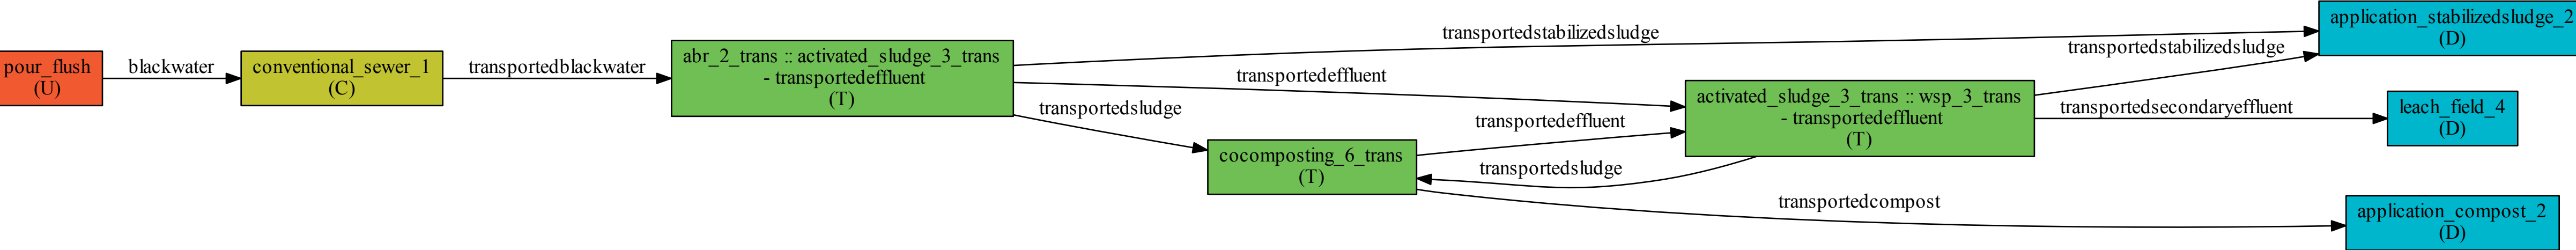 pour_flush
(U)
blackwater
conventional_sewer_1
(C)
transportedblackwater
abr_2_trans :: activated_sludge_3_trans
- transportedeffluent
(T)
transportedstabilizedsludge
transportedeffluent
transportedsludge
cocomposting_6_trans
(T)
transportedeffluent
transportedsludge
transportedcompost
activated_sludge_3_trans :: wsp_3_trans
- transportedeffluent
(T)
transportedstabilizedsludge
transportedsecondaryeffluent
application_stabilizedsludge_2
(D)
leach_field_4
(D)
application_compost_2
(D)